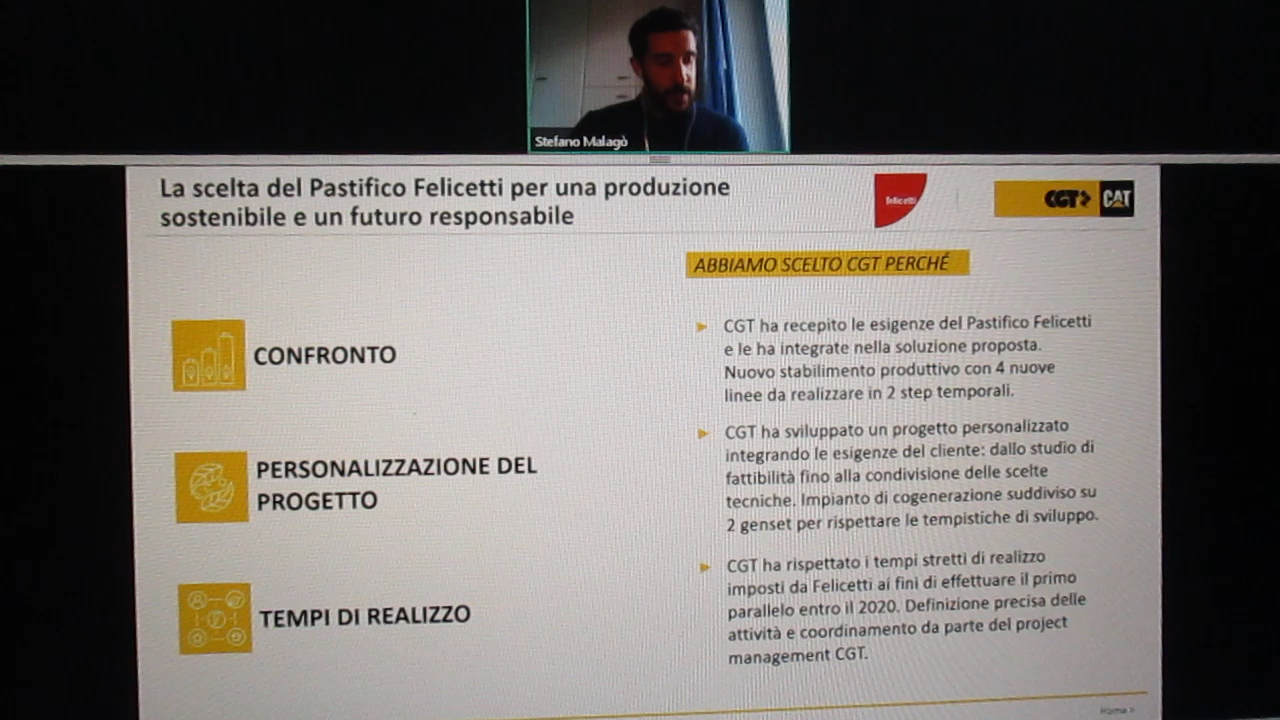 Stefano Malagò
La scelta del Pastifico Felicetti per una produzione
sostenibile e un futuro responsabile
felicetti
CGT
CAT
ABBIAMO SCELTO CGT PERCHÉ
CONFRONTO
CGT ha recepito le esigenze del Pastifico Felicetti
e le ha integrate nella soluzione proposta.
Nuovo stabilimento produttivo con 4 nuove
linee da realizzare in 2 step temporali.
PERSONALIZZAZIONE DEL
PROGETTO
CGT ha sviluppato un progetto personalizzato
integrando le esigenze del cliente: dallo studio di
fattibilità fino alla condivisione delle scelte
tecniche. Impianto di cogenerazione suddiviso su
2 genset per rispettare le tempistiche di sviluppo.
TEMPI DI REALIZZO
CGT ha rispettato i tempi stretti di realizzo
imposti da Felicetti ai fini di effettuare il primo
parallelo entro il 2020. Definizione precisa delle
attività e coordinamento da parte del project
management CGT.
Home >